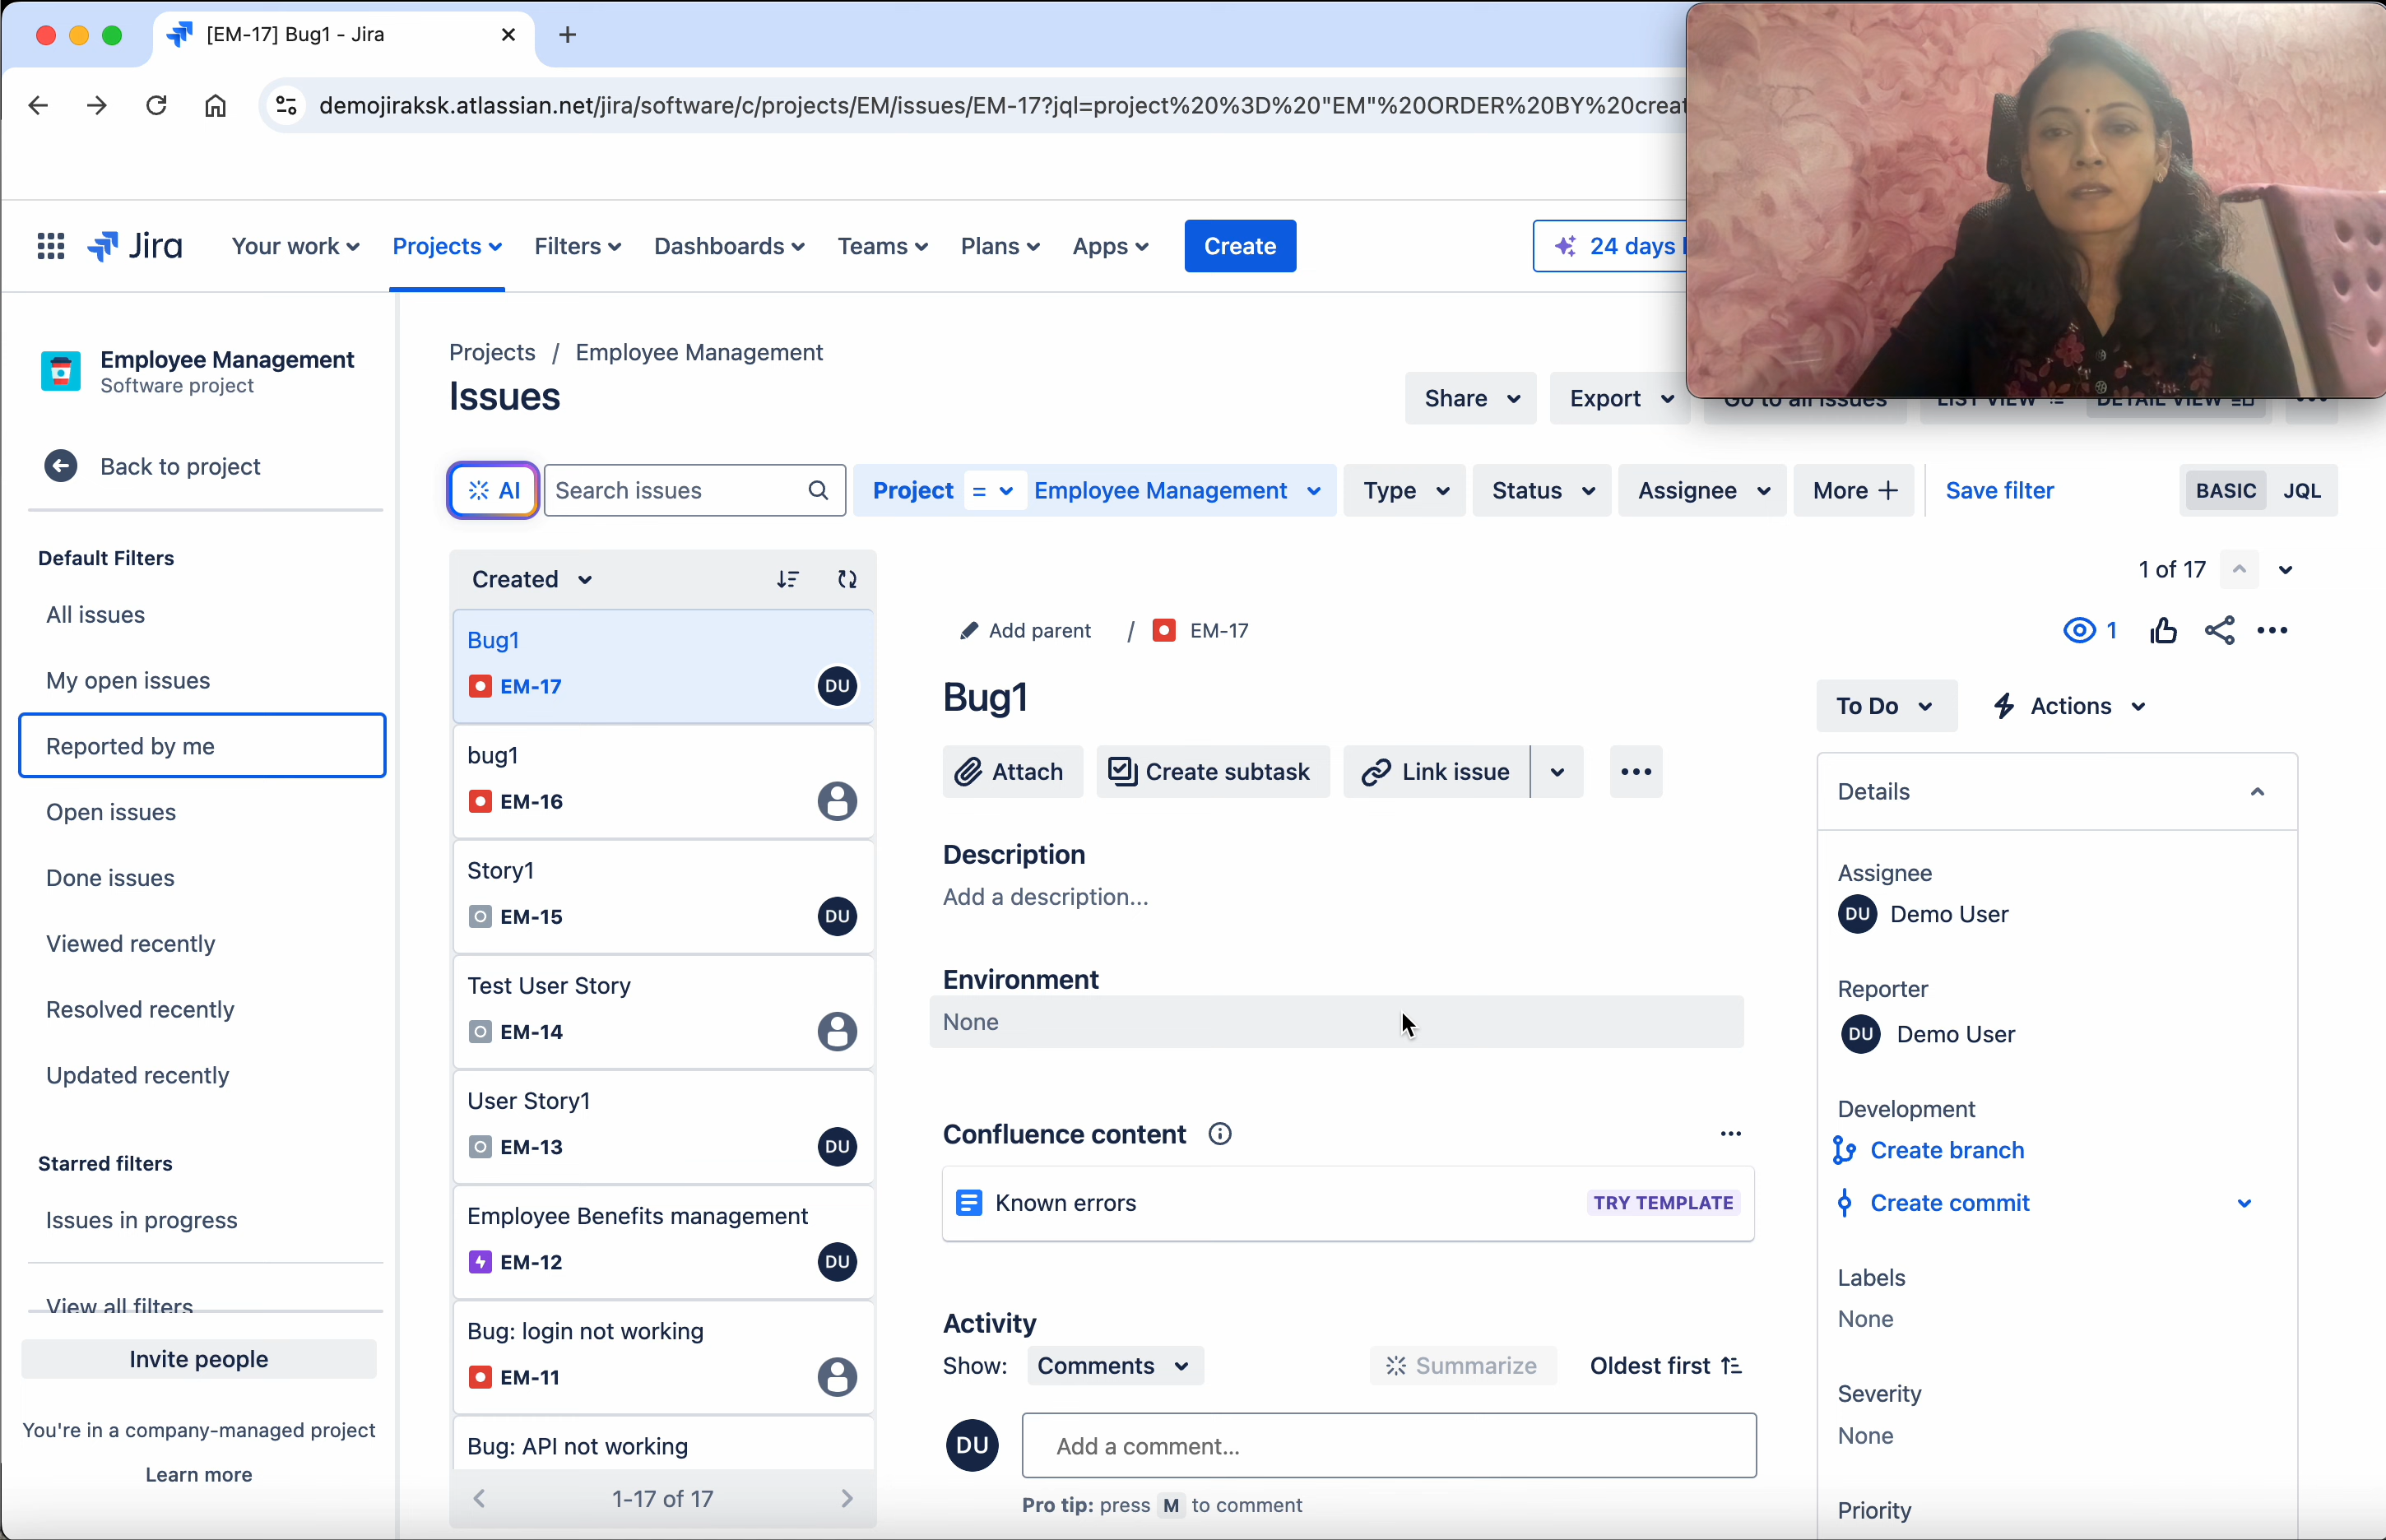 [EM-17] Bug1 - Jira
demojiraksk.atlassian.net/jira/software/c/projects/EM/issues/EM-17?jql=project%20%3D%20"EM"%20ORDER%20BY%20creat
Jira
Your work
Projects
Filters
Dashboards
Teams
Plans
Apps
Create
24 days
Employee Management
Software project
Back to project
Default Filters
All issues
My open issues
Reported by me
Open issues
Done issues
Viewed recently
Resolved recently
Updated recently
Starred filters
Issues in progress
View all filters
Invite people
You're in a company-managed project
Learn more
Projects / Employee Management
Issues
Share
Export
Go to all issues
LIST VIEW
DETAIL VIEW
AI
Search issues
Project = Employee Management
Type
Status
Assignee
More
Save filter
BASIC
JQL
Created
Bug1
EM-17
DU
bug1
EM-16
Story1
EM-15
DU
Test User Story
EM-14
User Story1
EM-13
DU
Employee Benefits management
EM-12
DU
Bug: login not working
EM-11
Bug: API not working
1-17 of 17
1 of 17
Add parent / EM-17
1
Bug1
Attach
Create subtask
Link issue
Description
Add a description...
Environment
None
Confluence content
Known errors
TRY TEMPLATE
Activity
Show:
Comments
Summarize
Oldest first
DU
Add a comment...
Pro tip: press M to comment
To Do
Actions
Details
Assignee
DU Demo User
Reporter
DU Demo User
Development
Create branch
Create commit
Labels
None
Severity
None
Priority